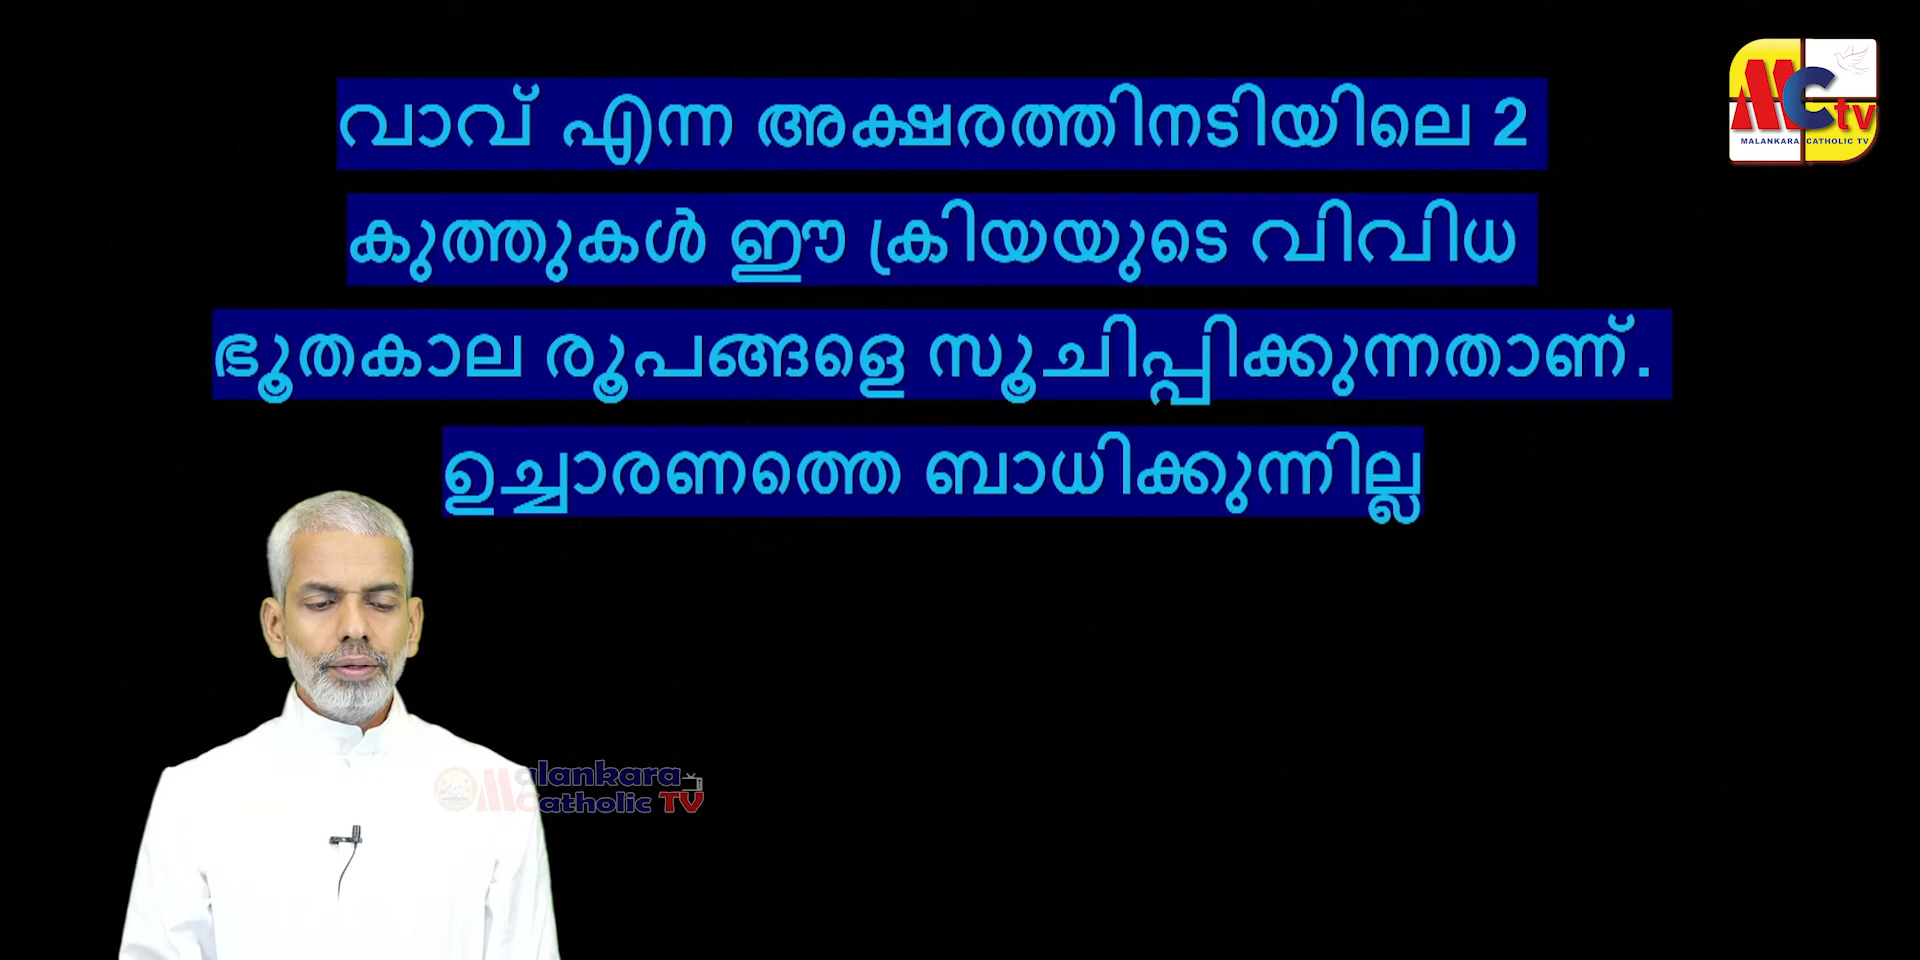 വാവ് എന്ന അക്ഷരത്തിനടിയിലെ 2
കുത്തുകൾ ഈ ക്രിയയുടെ വിവിധ
ഭൂതകാല രൂപങ്ങളെ സൂചിപ്പിക്കുന്നതാണ്.
ഉച്ചാരണത്തെ ബാധിക്കുന്നില്ല
MCtv
MALANKARA CATHOLIC TV
Malankara
Catholic TV